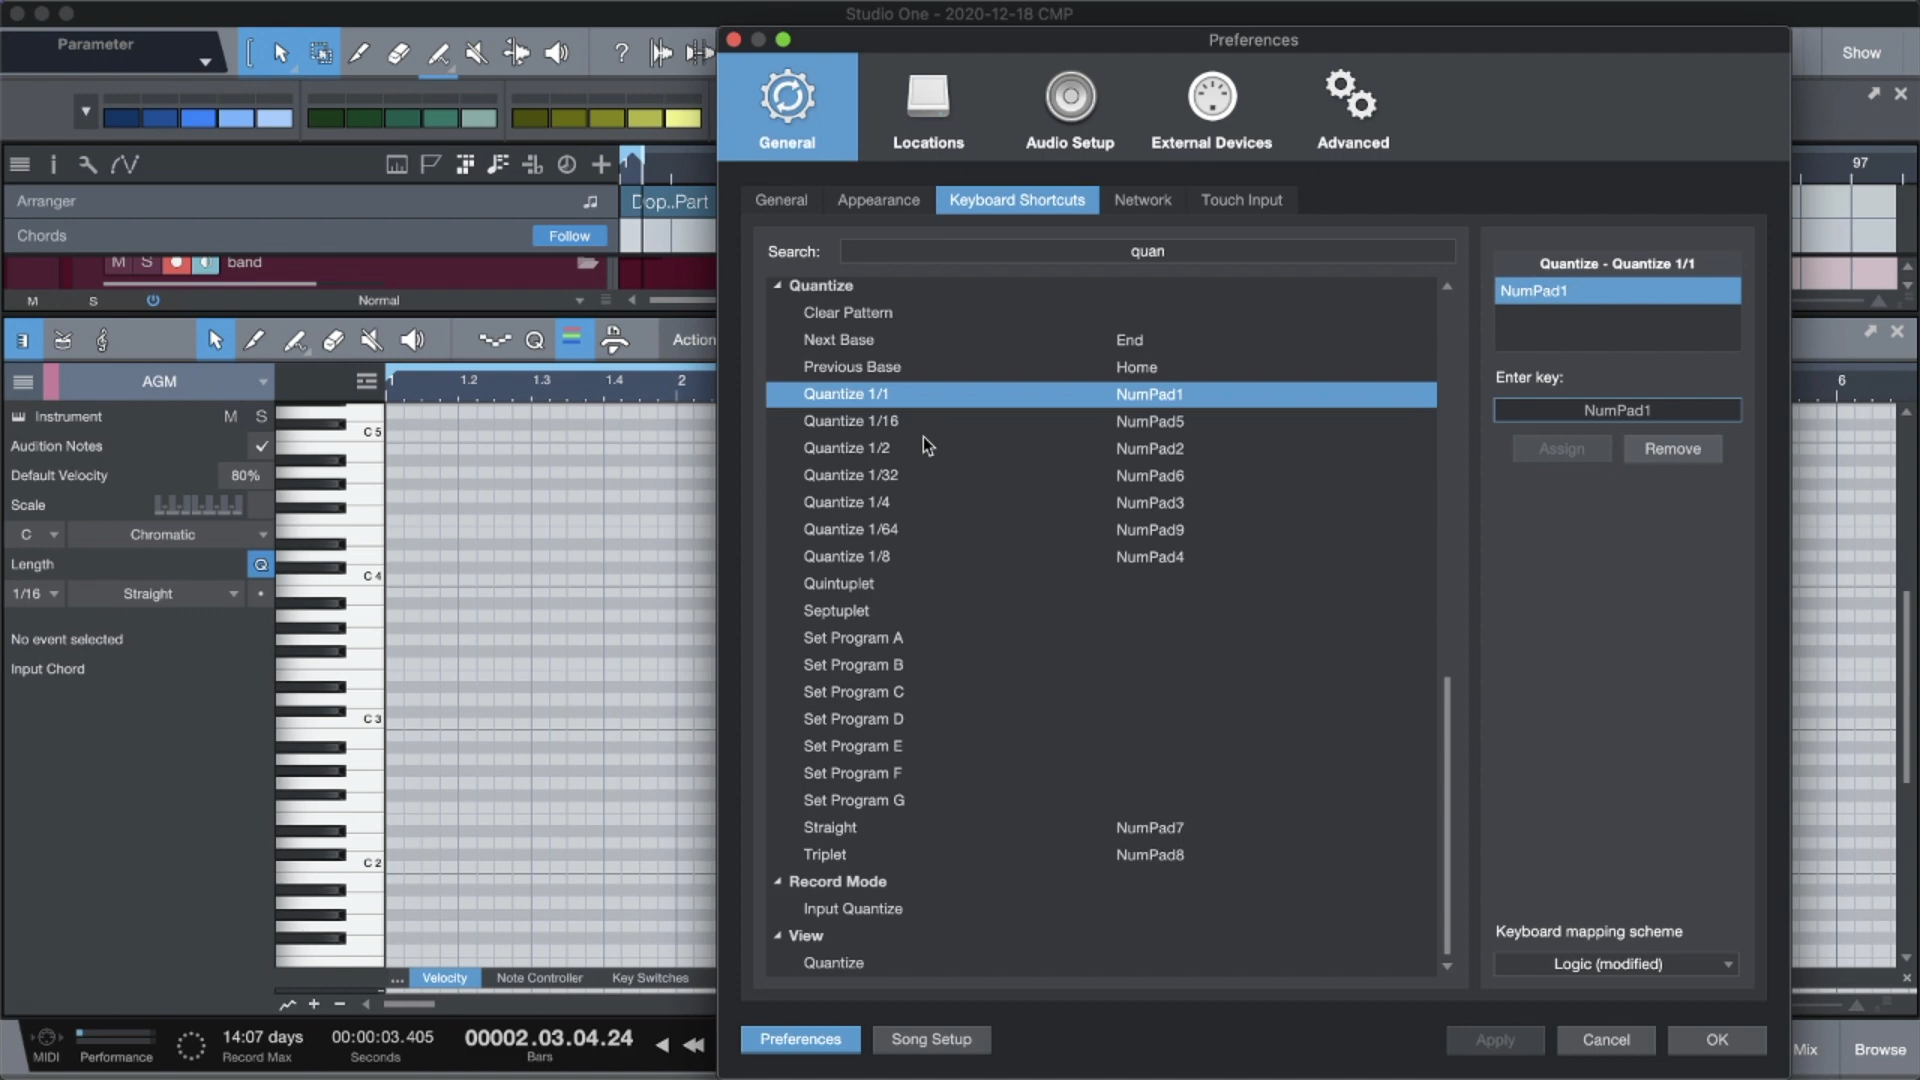 Studio One - 2020-12-18 CMP
Parameter
?
Show
Preferences
General
Locations
Audio Setup
External Devices
Advanced
97
Arranger
Chords
Follow
M S
band
M
S
Normal
Action
AGM
1
1.2
1.3
1.4
2
6
Instrument
M S
Audition Notes
Default Velocity
80%
Scale
C
Chromatic
Length
Q
1/16
Straight
No event selected
Input Chord
C 5
C 4
C 3
C 2
...
Velocity
Note Controller
Key Switches
MIDI
Performance
14:07 days
Record Max
00:00:03.405
Seconds
00002.03.04.24
Bars
Mix
Browse
General
Appearance
Keyboard Shortcuts
Network
Touch Input
Search:
quan
Quantize
Clear Pattern
Next Base End
Previous Base Home
Quantize 1/1 NumPad1
Quantize 1/16 NumPad5
Quantize 1/2 NumPad2
Quantize 1/32 NumPad6
Quantize 1/4 NumPad3
Quantize 1/64 NumPad9
Quantize 1/8 NumPad4
Quintuplet
Septuplet
Set Program A
Set Program B
Set Program C
Set Program D
Set Program E
Set Program F
Set Program G
Straight NumPad7
Triplet NumPad8
Record Mode
Input Quantize
View
Quantize
Quantize - Quantize 1/1
NumPad1
Enter key:
NumPad1
Assign
Remove
Keyboard mapping scheme
Logic (modified)
Preferences
Song Setup
Apply
Cancel
OK